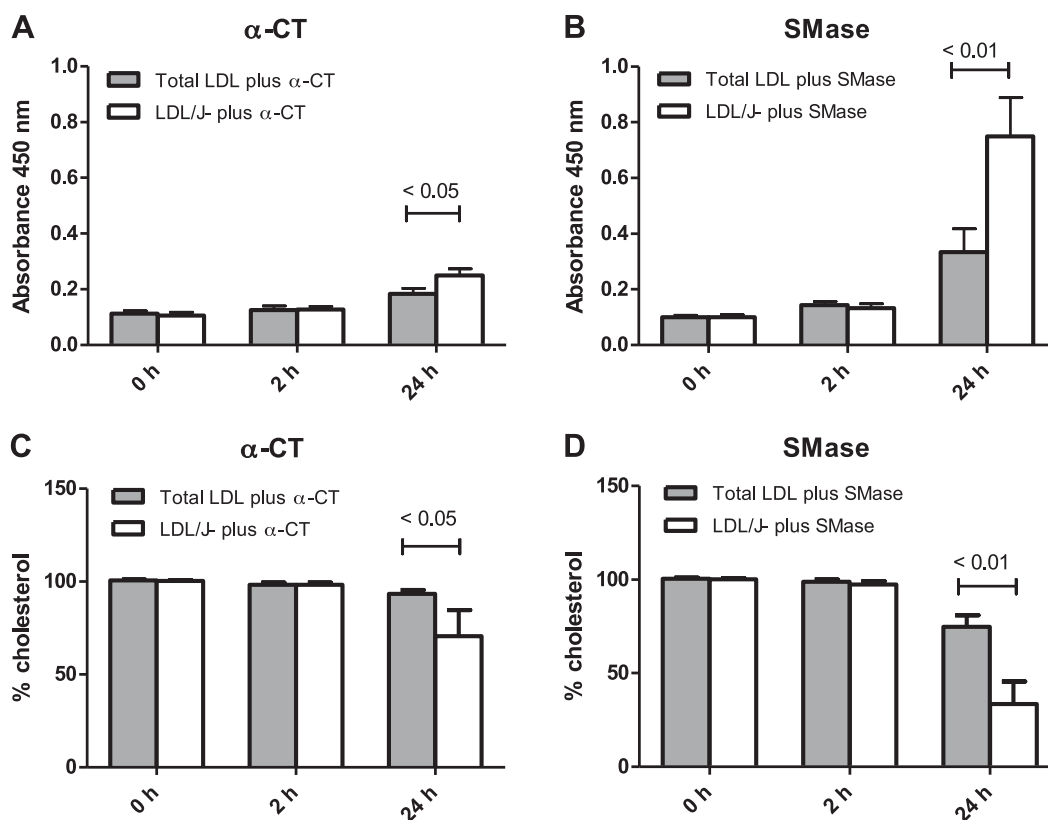 A
α-CT
Absorbance 450 nm
1.0
0.8
0.6
0.4
0.2
0.0
Total LDL plus α-CT
LDL/J- plus α-CT
< 0.05
0 h
2 h
24 h
B
SMase
Absorbance 450 nm
1.0
0.8
0.6
0.4
0.2
0.0
Total LDL plus SMase
LDL/J- plus SMase
< 0.01
0 h
2 h
24 h
C
α-CT
% cholesterol
150
100
50
0
Total LDL plus α-CT
LDL/J- plus α-CT
< 0.05
0 h
2 h
24 h
D
SMase
% cholesterol
150
100
50
0
Total LDL plus SMase
LDL/J- plus SMase
< 0.01
0 h
2 h
24 h